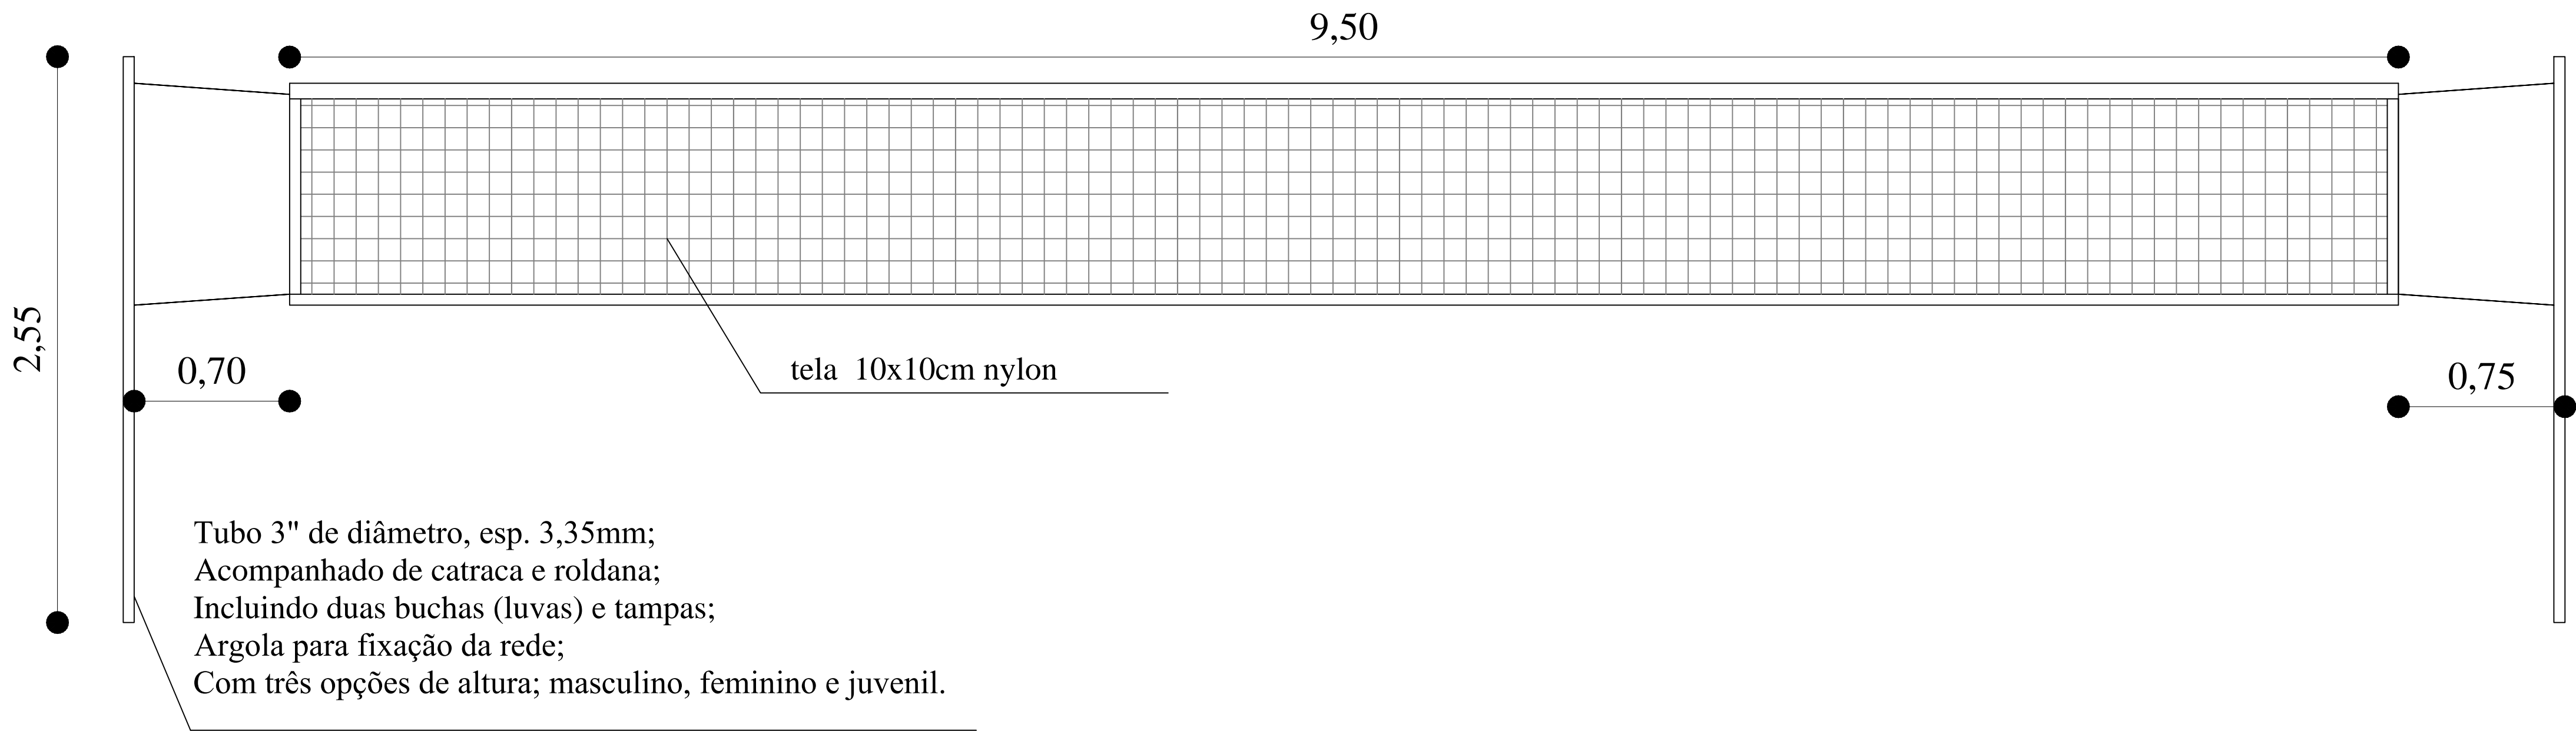 9,50
2,55
0,70
tela 10x10cm nylon
0,75
Tubo 3" de diâmetro, esp. 3,35mm;
Acompanhado de catraca e roldana;
Incluindo duas buchas (luvas) e tampas;
Argola para fixação da rede;
Com três opções de altura; masculino, feminino e juvenil.